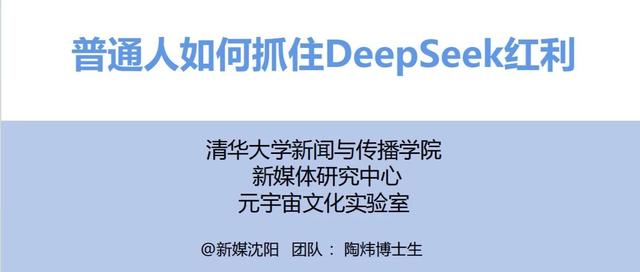 普通人如何抓住DeepSeek红利
清华大学新闻与传播学院
新媒体研究中心
元宇宙文化实验室
@新媒沈阳 团队 ：陶炜博士生